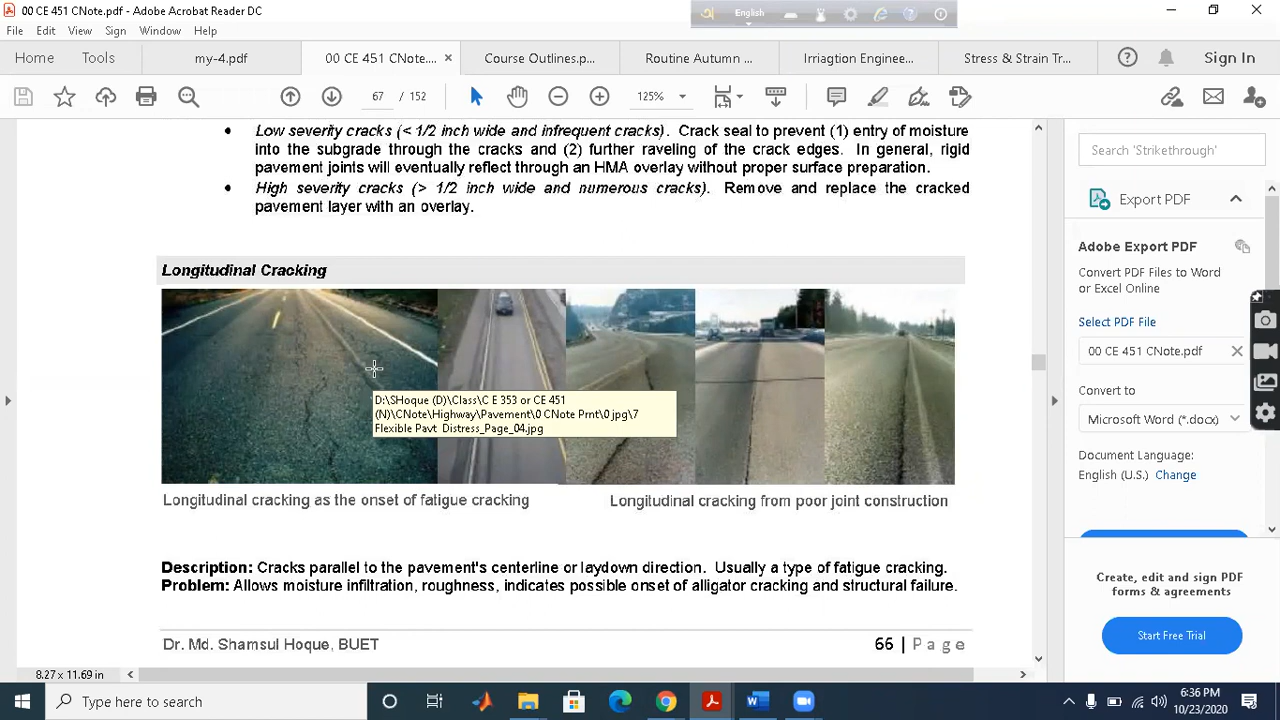 00 CE 451 CNote.pdf - Adobe Acrobat Reader DC
English
File Edit View Sign Window Help
Home Tools my-4.pdf 00 CE 451 CNote.... × Course Outlines.p... Routine Autumn ... Irriagtion Enginee... Stress & Strain Tr... Sign In
67 / 152 125%
Low severity cracks (< 1/2 inch wide and infrequent cracks). Crack seal to prevent (1) entry of moisture
into the subgrade through the cracks and (2) further raveling of the crack edges. In general, rigid
pavement joints will eventually reflect through an HMA overlay without proper surface preparation.
High severity cracks (> 1/2 inch wide and numerous cracks). Remove and replace the cracked
pavement layer with an overlay.
Longitudinal Cracking
D:\SHoque (D)\Class\C E 353 or CE 451
(N)\CNote\Highway\Pavement\0 CNote Prnt\0 jpg\7
Flexible Pavt Distress_Page_04.jpg
Longitudinal cracking as the onset of fatigue cracking
Longitudinal cracking from poor joint construction
Description: Cracks parallel to the pavement's centerline or laydown direction. Usually a type of fatigue cracking.
Problem: Allows moisture infiltration, roughness, indicates possible onset of alligator cracking and structural failure.
Dr. Md. Shamsul Hoque, BUET
66 | Page
8.27 x 11.69 in
Search 'Strikethrough'
Export PDF
Adobe Export PDF
Convert PDF Files to Word
or Excel Online
Select PDF File
00 CE 451 CNote.pdf
Convert to
Microsoft Word (*.docx)
Document Language:
English (U.S.) Change
Create, edit and sign PDF
forms & agreements
Start Free Trial
Type here to search
6:36 PM
10/23/2020